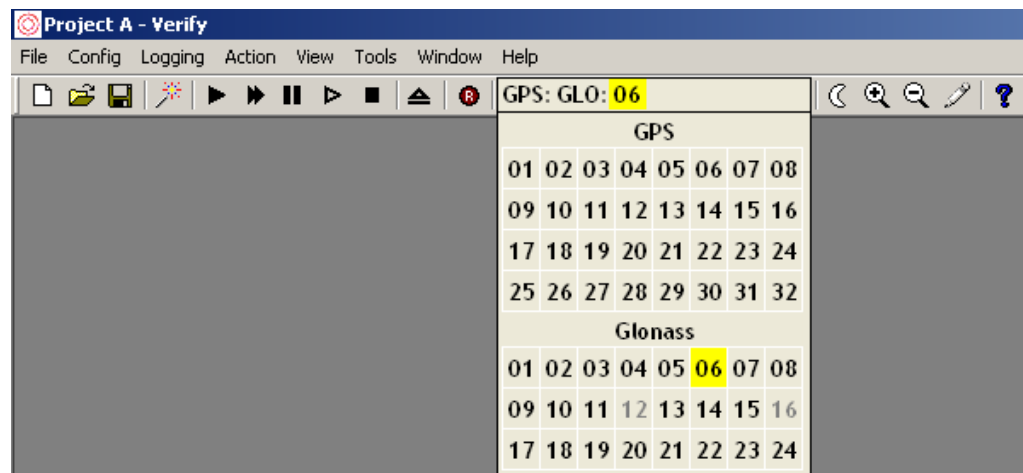 Project A - Verify
File Config Logging Action View Tools Window Help
R GPS: GLO: 06 ?
GPS
01 02 03 04 05 06 07 08
09 10 11 12 13 14 15 16
17 18 19 20 21 22 23 24
25 26 27 28 29 30 31 32
Glonass
01 02 03 04 05 06 07 08
09 10 11 12 13 14 15 16
17 18 19 20 21 22 23 24